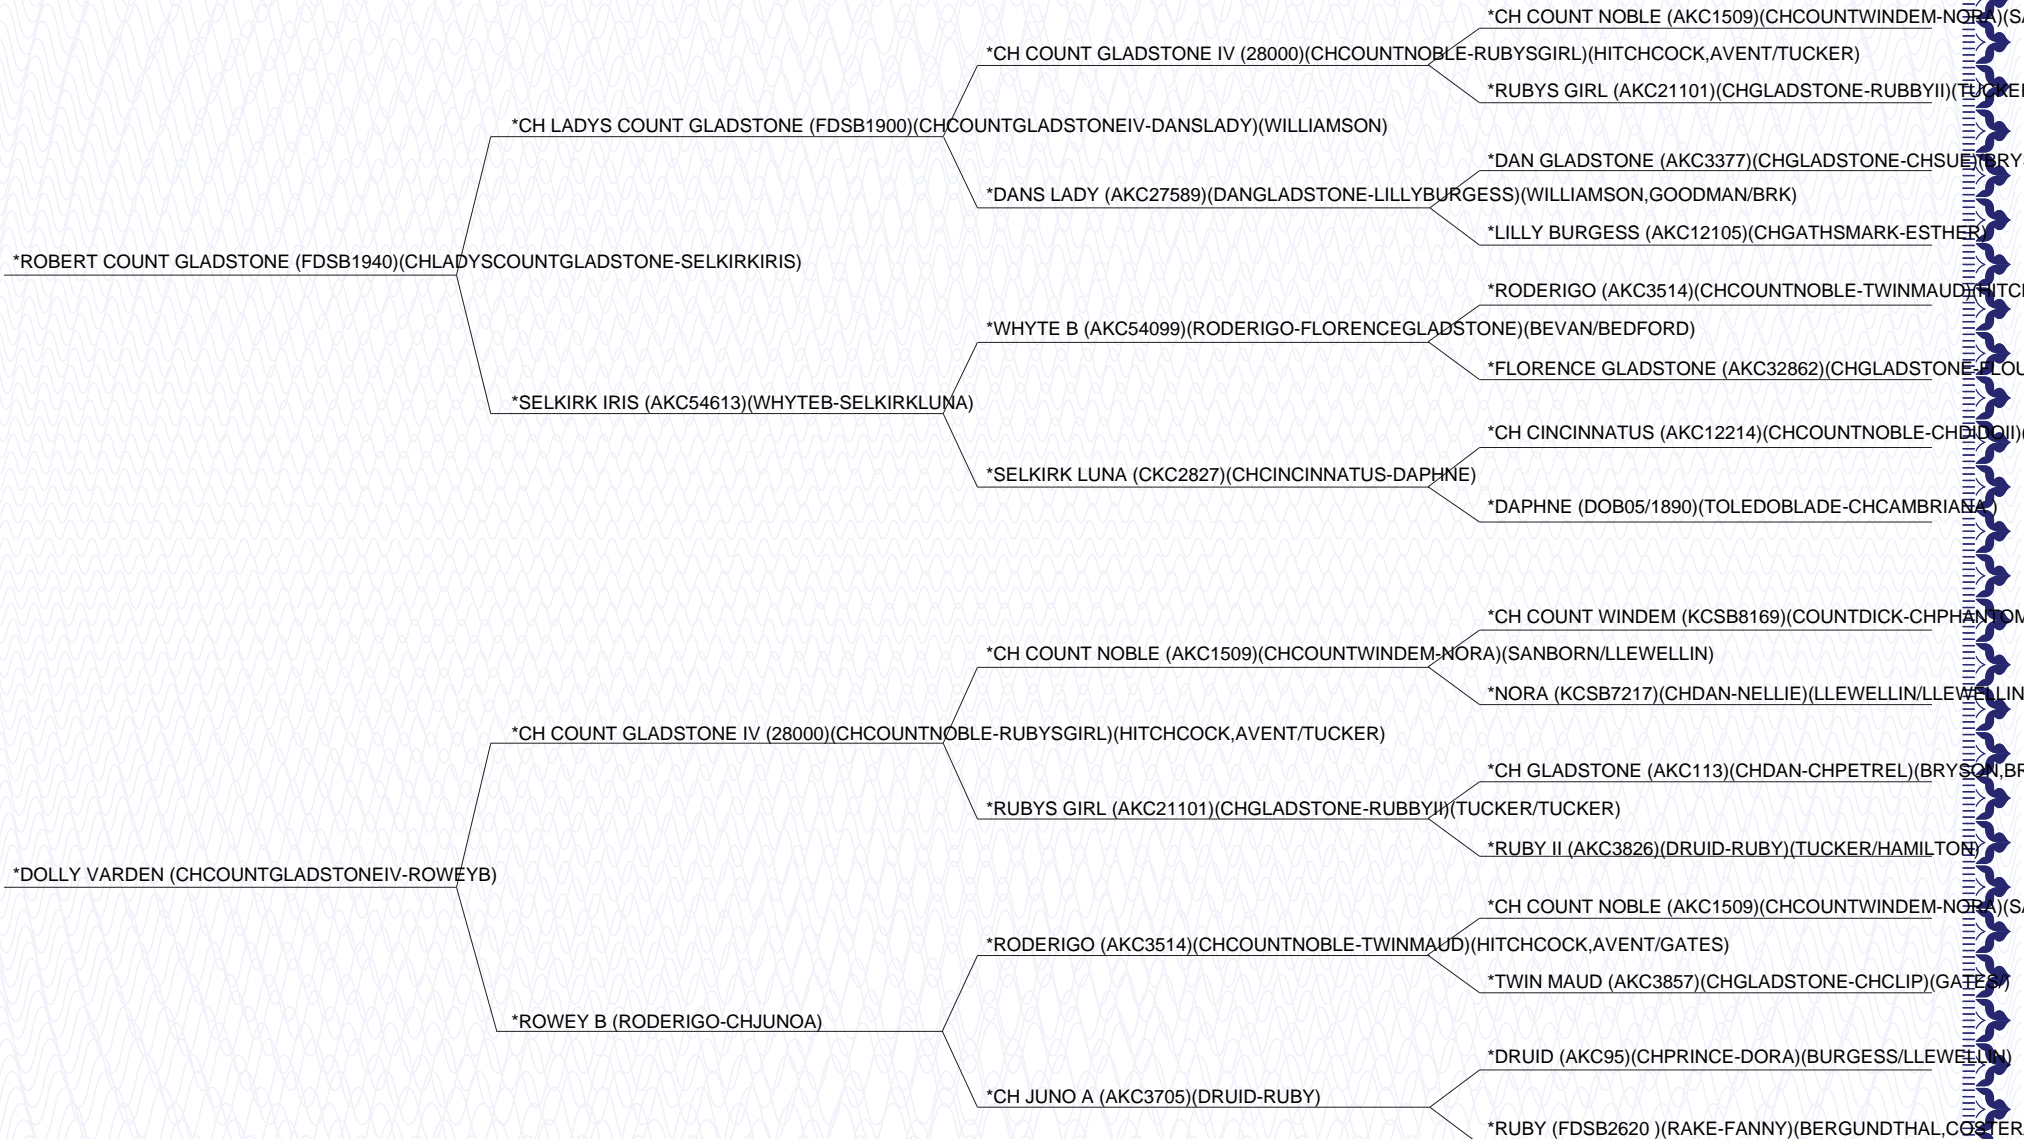 *CH COUNT NOBLE (AKC1509)(CHCOUNTWINDEM-NORA)(SA
*CH COUNT GLADSTONE IV (28000)(CHCOUNTNOBLE-RUBYSGIRL)(HITCHCOCK,AVENT/TUCKER)
*RUBYS GIRL (AKC21101)(CHGLADSTONE-RUBBYII)(TUCKE
*CH LADYS COUNT GLADSTONE (FDSB1900)(CHCOUNTGLADSTONEIV-DANSLADY)(WILLIAMSON)
*DAN GLADSTONE (AKC3377)(CHGLADSTONE-CHSUE)(BRY
*DANS LADY (AKC27589)(DANGLADSTONE-LILLYBURGESS)(WILLIAMSON,GOODMAN/BRK)
*LILLY BURGESS (AKC12105)(CHGATHSMARK-ESTHER)
*ROBERT COUNT GLADSTONE (FDSB1940)(CHLADYSCOUNTGLADSTONE-SELKIRKIRIS)
*RODERIGO (AKC3514)(CHCOUNTNOBLE-TWINMAUD)(HITC
*WHYTE B (AKC54099)(RODERIGO-FLORENCEGLADSTONE)(BEVAN/BEDFORD)
*FLORENCE GLADSTONE (AKC32862)(CHGLADSTONE-FLOU
*SELKIRK IRIS (AKC54613)(WHYTEB-SELKIRKLUNA)
*CH CINCINNATUS (AKC12214)(CHCOUNTNOBLE-CHDIDOII)(
*SELKIRK LUNA (CKC2827)(CHCINCINNATUS-DAPHNE)
*DAPHNE (DOB05/1890)(TOLEDOBLADE-CHCAMBRIANA )
*CH COUNT WINDEM (KCSB8169)(COUNTDICK-CHPHANTOM
*CH COUNT NOBLE (AKC1509)(CHCOUNTWINDEM-NORA)(SANBORN/LLEWELLIN)
*NORA (KCSB7217)(CHDAN-NELLIE)(LLEWELLIN/LLEWELLIN
*CH COUNT GLADSTONE IV (28000)(CHCOUNTNOBLE-RUBYSGIRL)(HITCHCOCK,AVENT/TUCKER)
*CH GLADSTONE (AKC113)(CHDAN-CHPETREL)(BRYSON,BR
*RUBYS GIRL (AKC21101)(CHGLADSTONE-RUBBYII)(TUCKER/TUCKER)
*RUBY II (AKC3826)(DRUID-RUBY)(TUCKER/HAMILTON)
*DOLLY VARDEN (CHCOUNTGLADSTONEIV-ROWEYB)
*CH COUNT NOBLE (AKC1509)(CHCOUNTWINDEM-NORA)(SA
*RODERIGO (AKC3514)(CHCOUNTNOBLE-TWINMAUD)(HITCHCOCK,AVENT/GATES)
*TWIN MAUD (AKC3857)(CHGLADSTONE-CHCLIP)(GATES/)
*ROWEY B (RODERIGO-CHJUNOA)
*DRUID (AKC95)(CHPRINCE-DORA)(BURGESS/LLEWELLIN)
*CH JUNO A (AKC3705)(DRUID-RUBY)
*RUBY (FDSB2620 )(RAKE-FANNY)(BERGUNDTHAL,COSTER